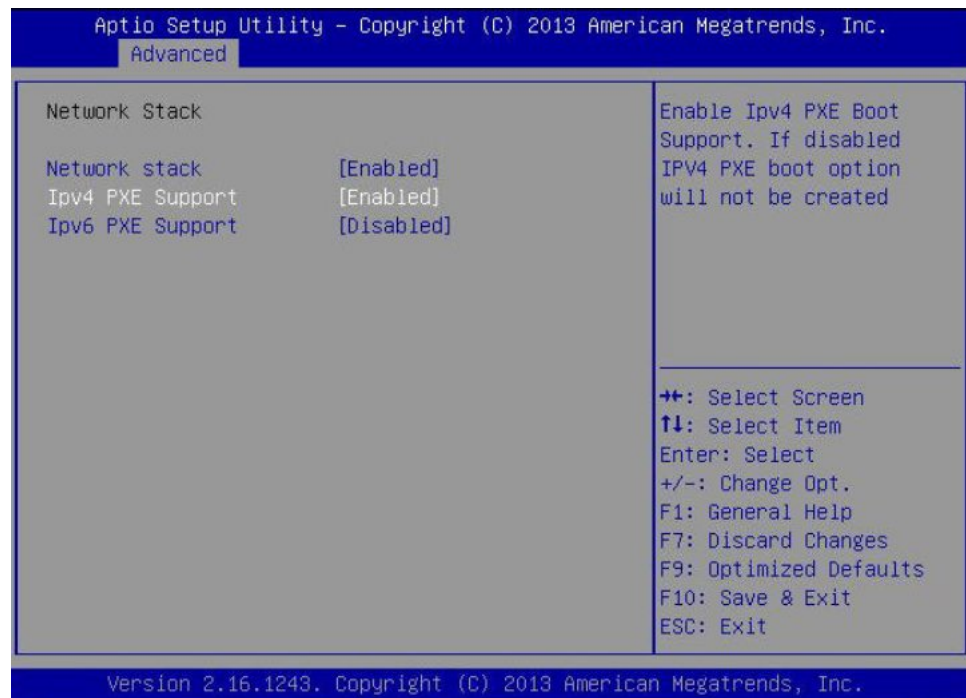 Aptio Setup Utility – Copyright (C) 2013 American Megatrends, Inc.
Advanced
Network Stack
Network stack [Enabled]
Ipv4 PXE Support [Enabled]
Ipv6 PXE Support [Disabled]
Enable Ipv4 PXE Boot
Support. If disabled
IPV4 PXE boot option
will not be created
→←: Select Screen
↑↓: Select Item
Enter: Select
+/-: Change Opt.
F1: General Help
F7: Discard Changes
F9: Optimized Defaults
F10: Save & Exit
ESC: Exit
Version 2.16.1243. Copyright (C) 2013 American Megatrends, Inc.